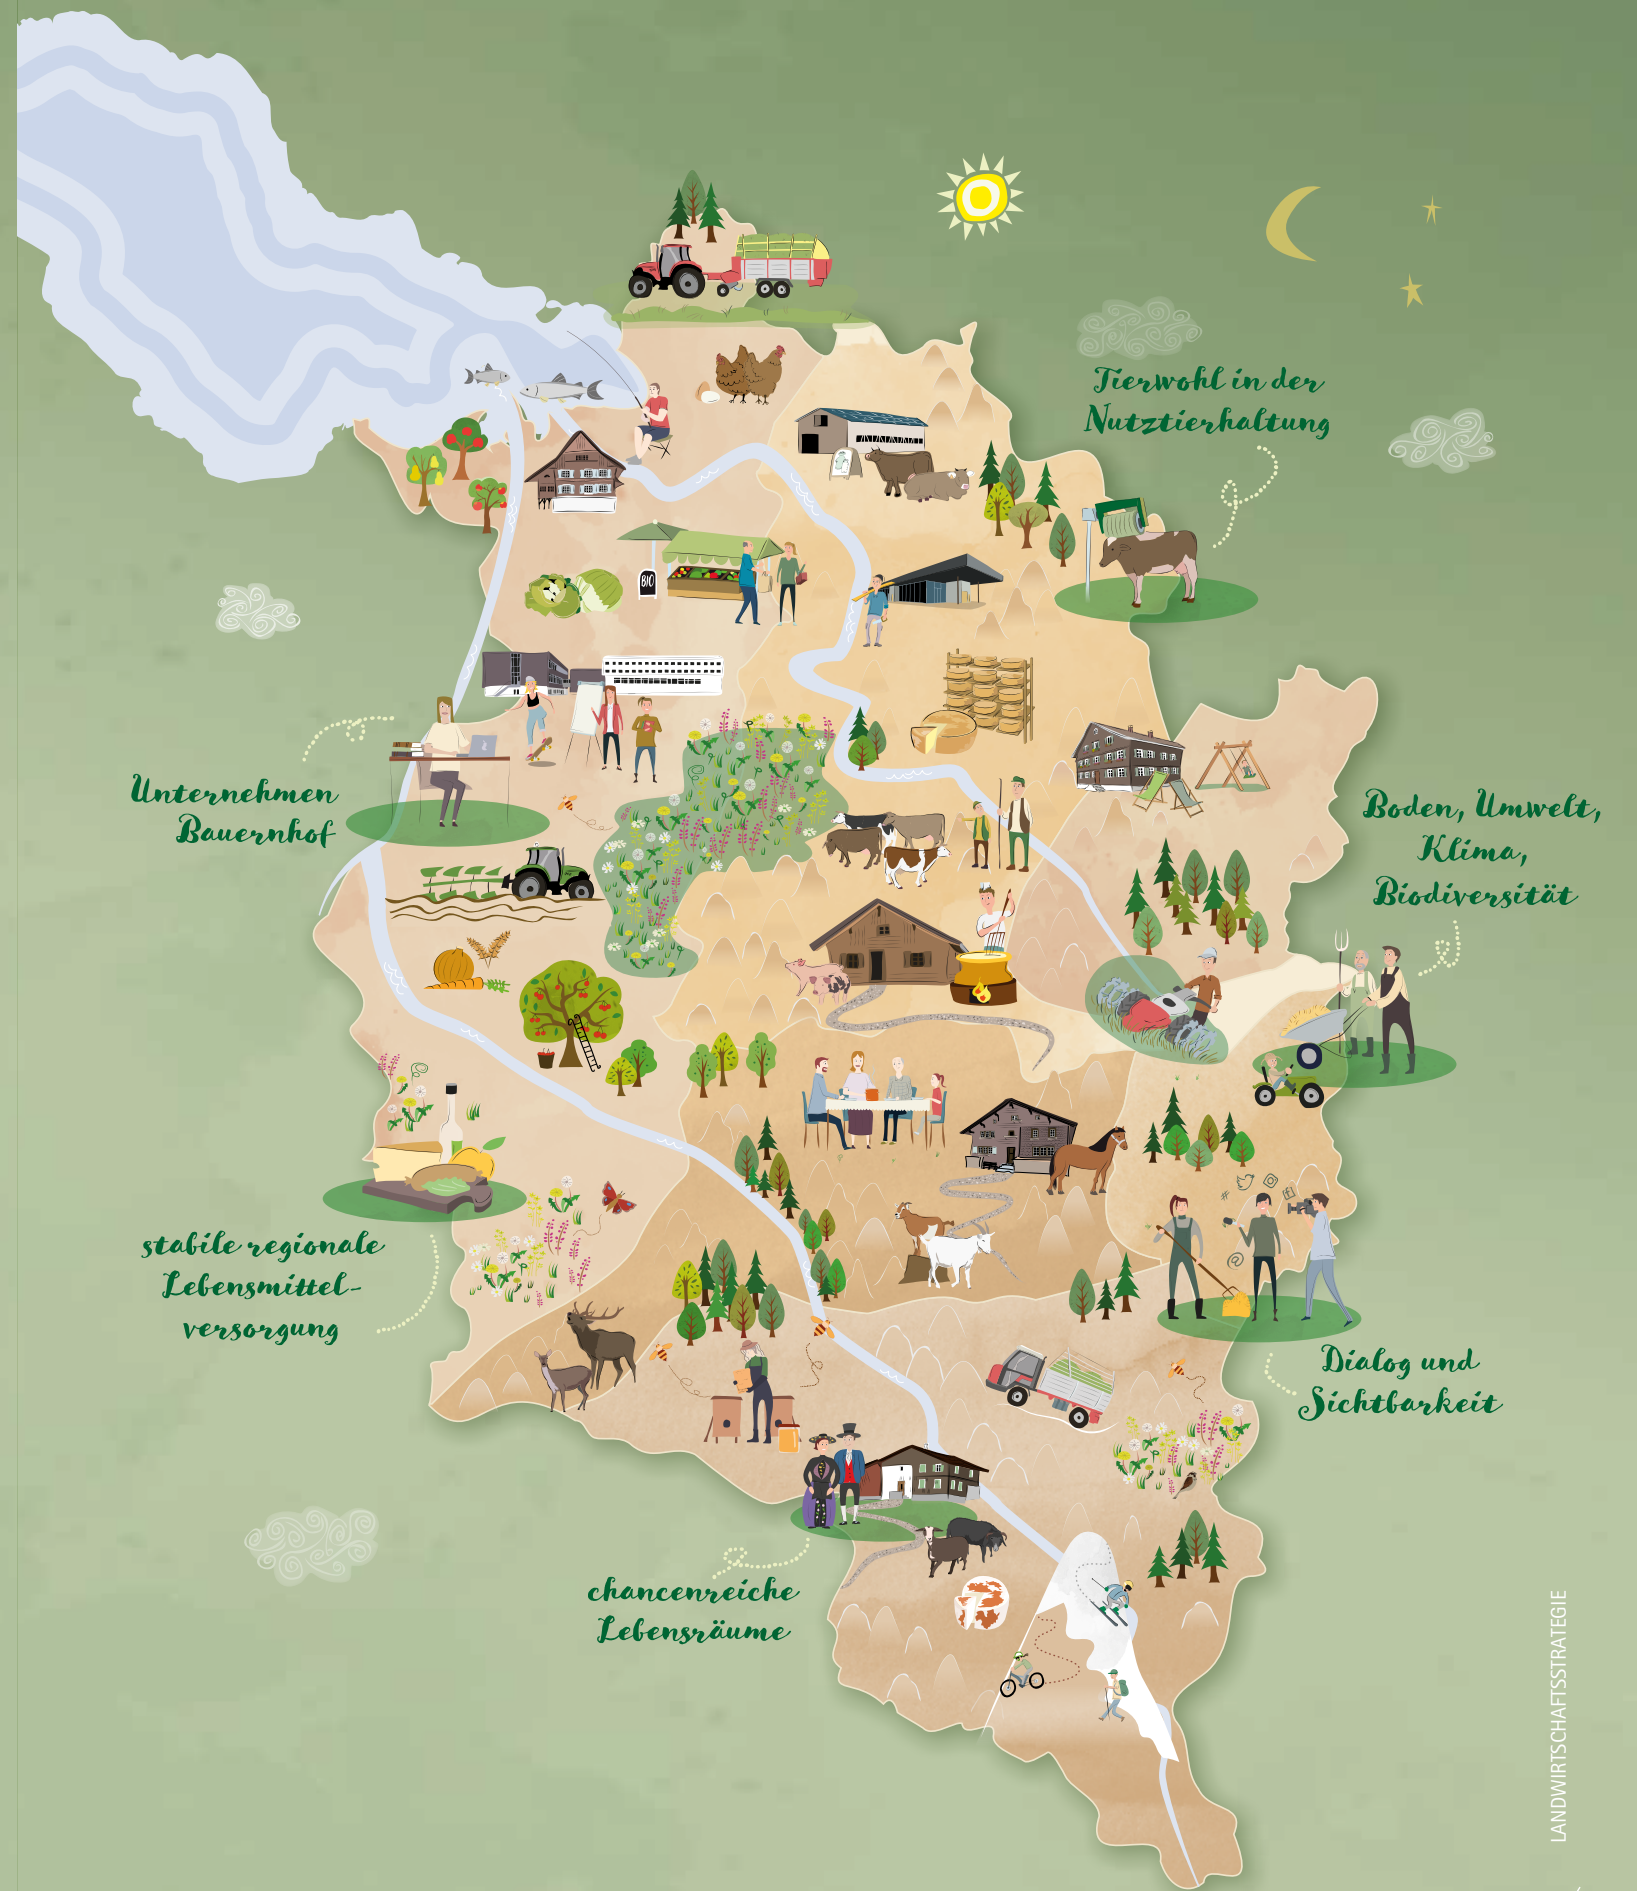 Tierwohl in der
Nutztierhaltung
BIO
Unternehmen
Bauernhof
Boden, Umwelt,
Klima,
Biodiversität
stabile regionale
Lebensmittel-
versorgung
#
@
Dialog und
Sichtbarkeit
chancenreiche
Lebensräume
LANDWIRTSCHAFTSSTRATEGIE